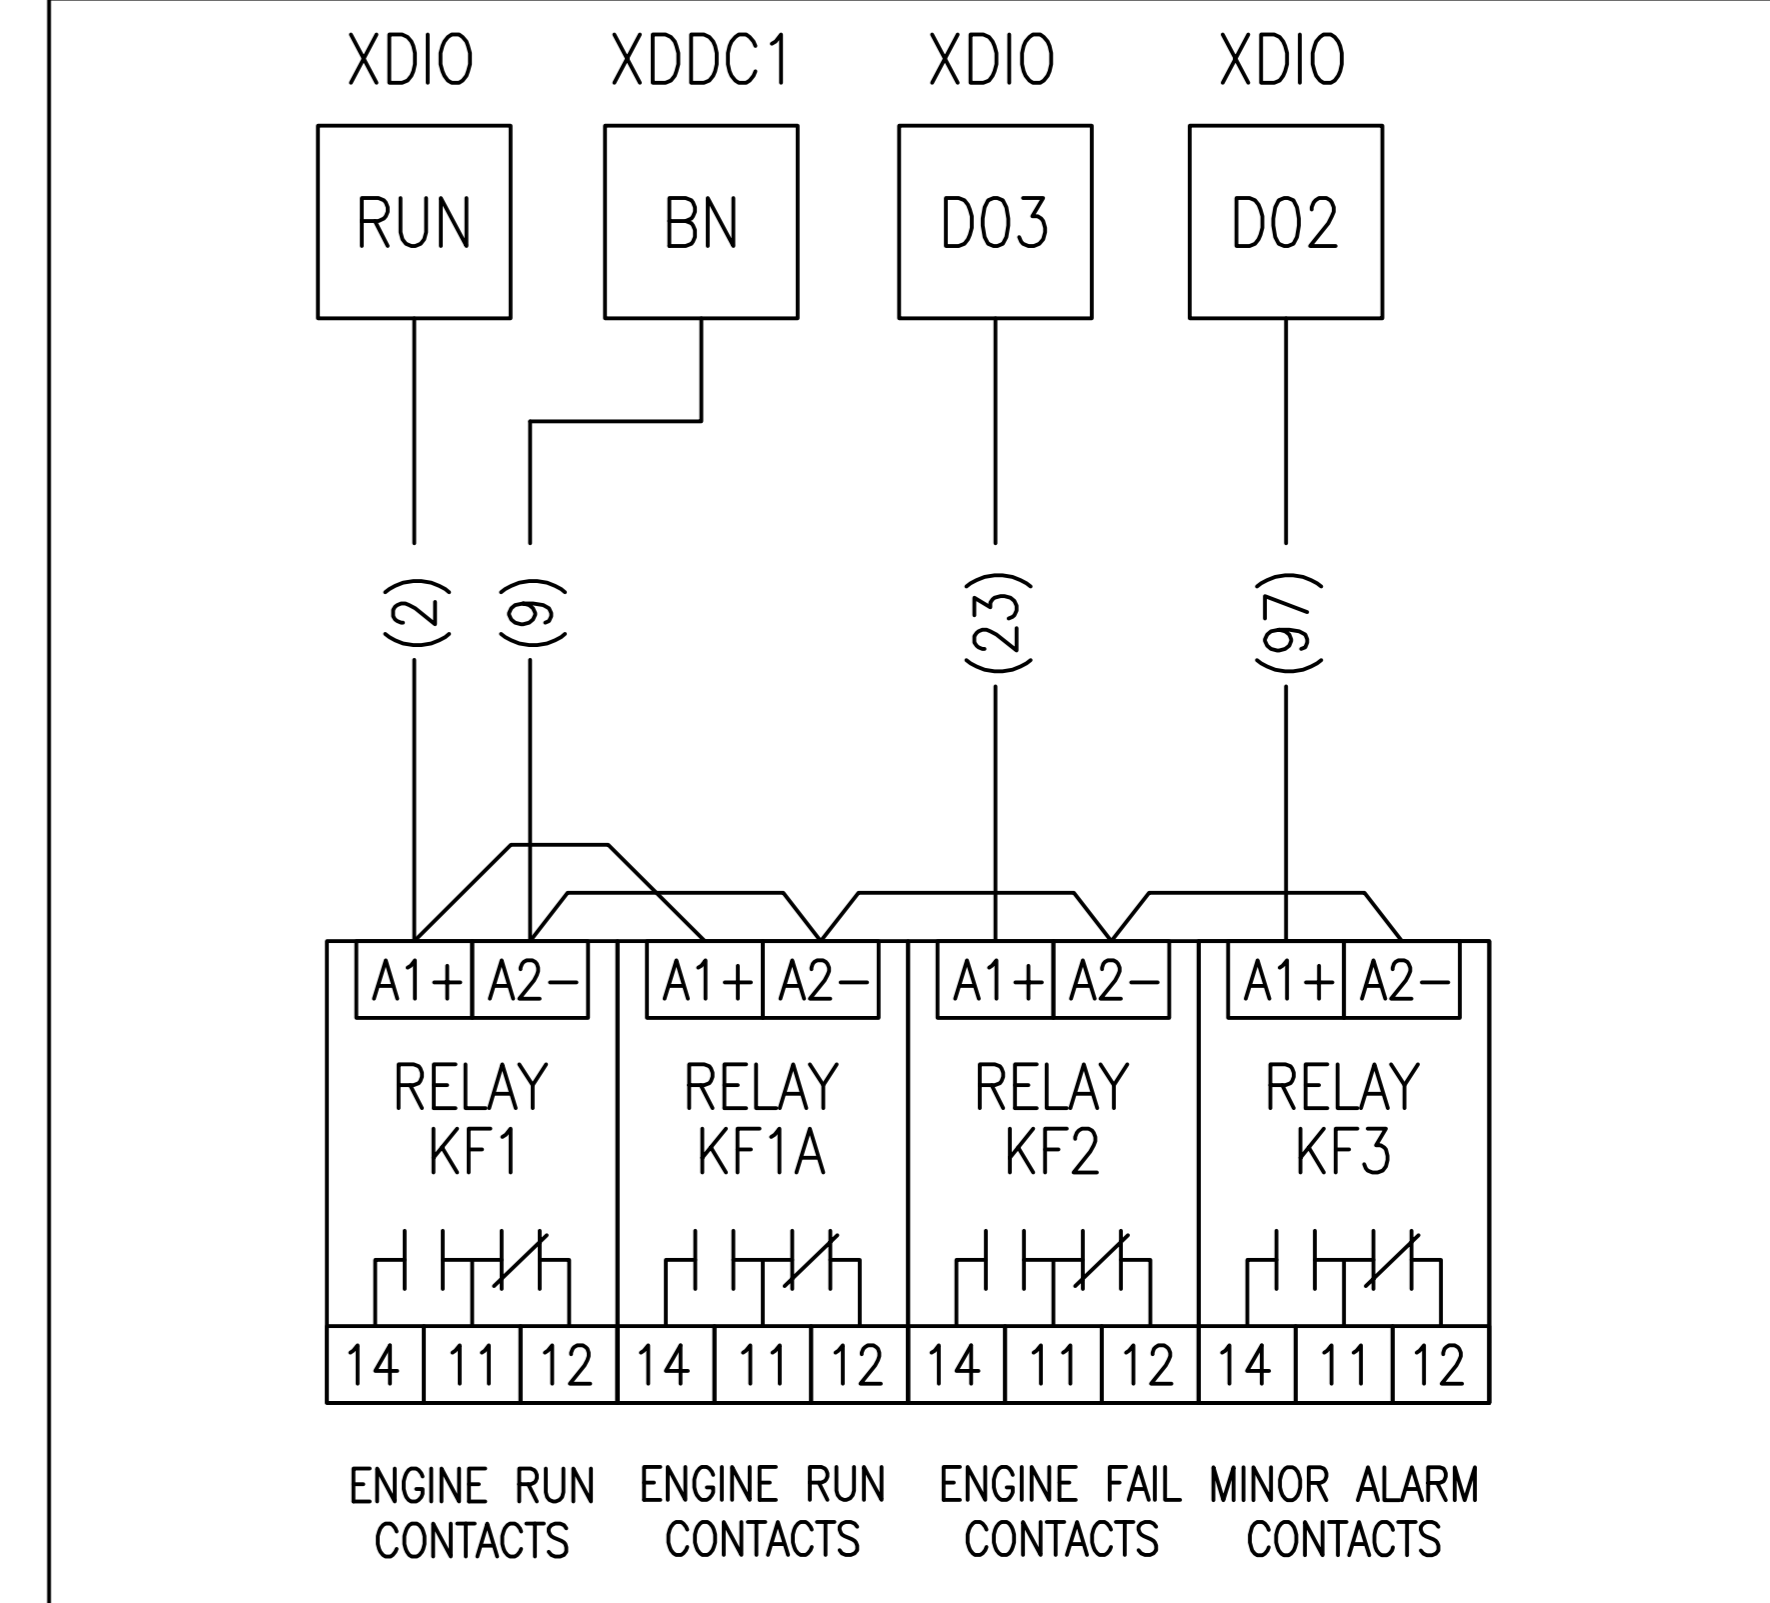 XDIO XDDC1 XDIO XDIO
RUN BN DO3 DO2
(2) (9) (23) (97)
A1+ A2- A1+ A2- A1+ A2- A1+ A2-
RELAY RELAY RELAY RELAY
KF1 KF1A KF2 KF3
14 11 12 14 11 12 14 11 12 14 11 12
ENGINE RUN ENGINE RUN ENGINE FAIL MINOR ALARM
CONTACTS CONTACTS CONTACTS CONTACTS